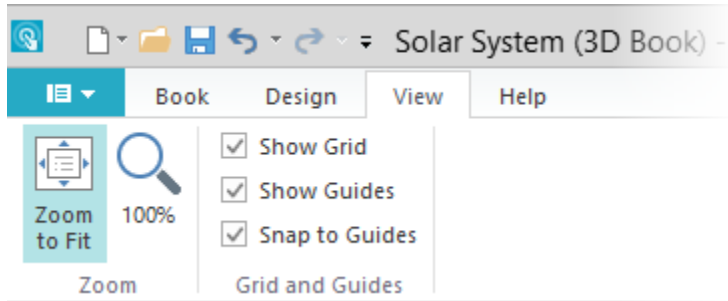 Solar System (3D Book) -
Book Design View Help
Zoom to Fit
100%
Show Grid
Show Guides
Snap to Guides
Zoom
Grid and Guides